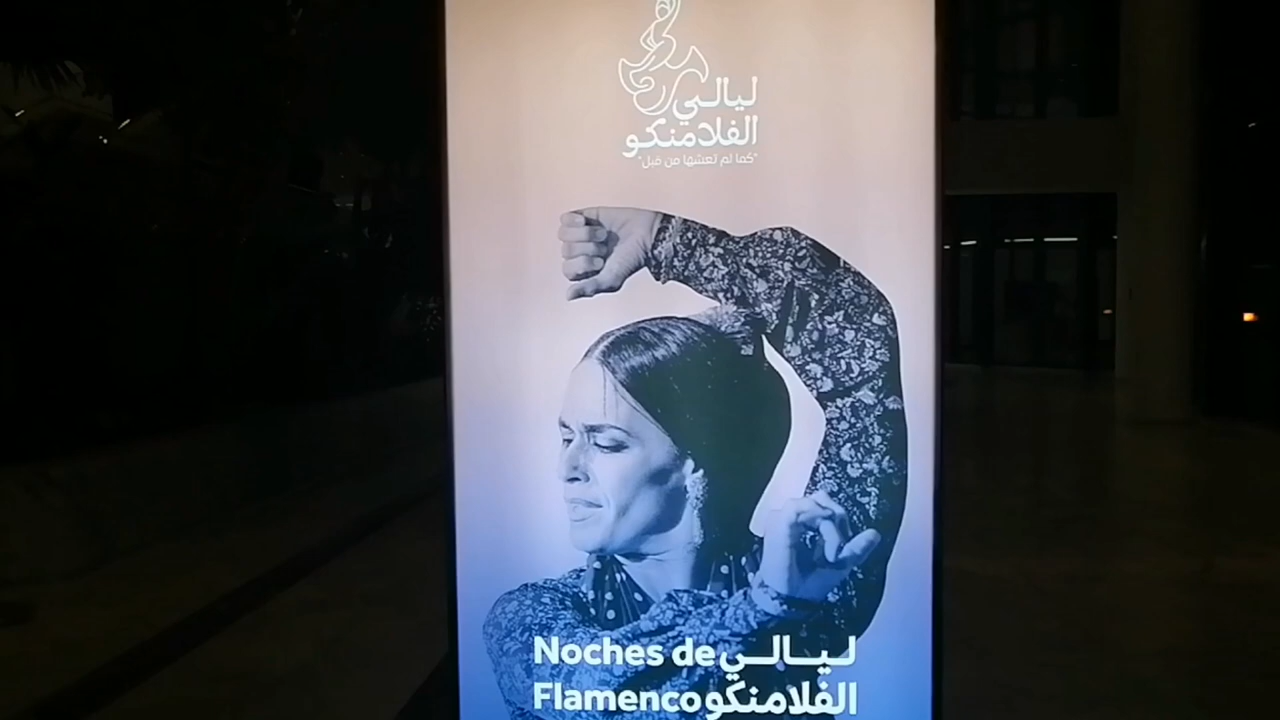 ليالي
الفلامنكو
"كما لم تعشها من قبل"
Noches de ليالي
Flamenco الفلامنكو